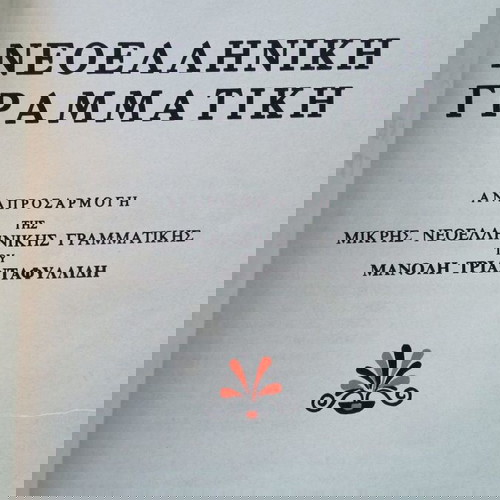 ΝΕΟΕΛΛΗΝΙΚΗ
ΓΡΑΜΜΑΤΙΚΗ
ΑΝΑΠΡΟΣΑΡΜΟΓΗ
ΤΗΣ
ΜΙΚΡΗΣ ΝΕΟΕΛΛΗΝΙΚΗΣ ΓΡΑΜΜΑΤΙΚΗΣ
ΤΟΥ
ΜΑΝΟΛΗ ΤΡΙΑΝΤΑΦΥΛΛΙΔΗ